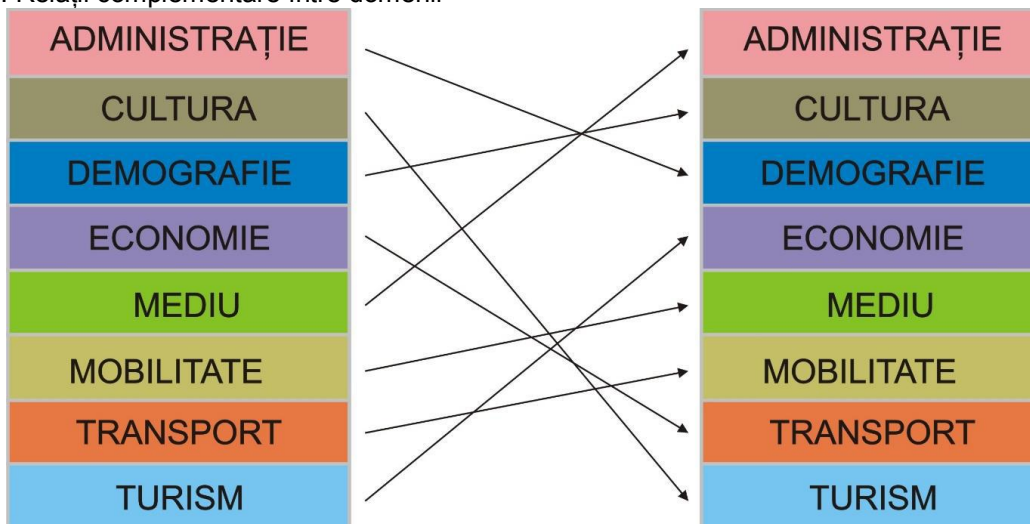 ADMINISTRAȚIE ADMINISTRAȚIE
CULTURA CULTURA
DEMOGRAFIE DEMOGRAFIE
ECONOMIE ECONOMIE
MEDIU MEDIU
MOBILITATE MOBILITATE
TRANSPORT TRANSPORT
TURISM TURISM